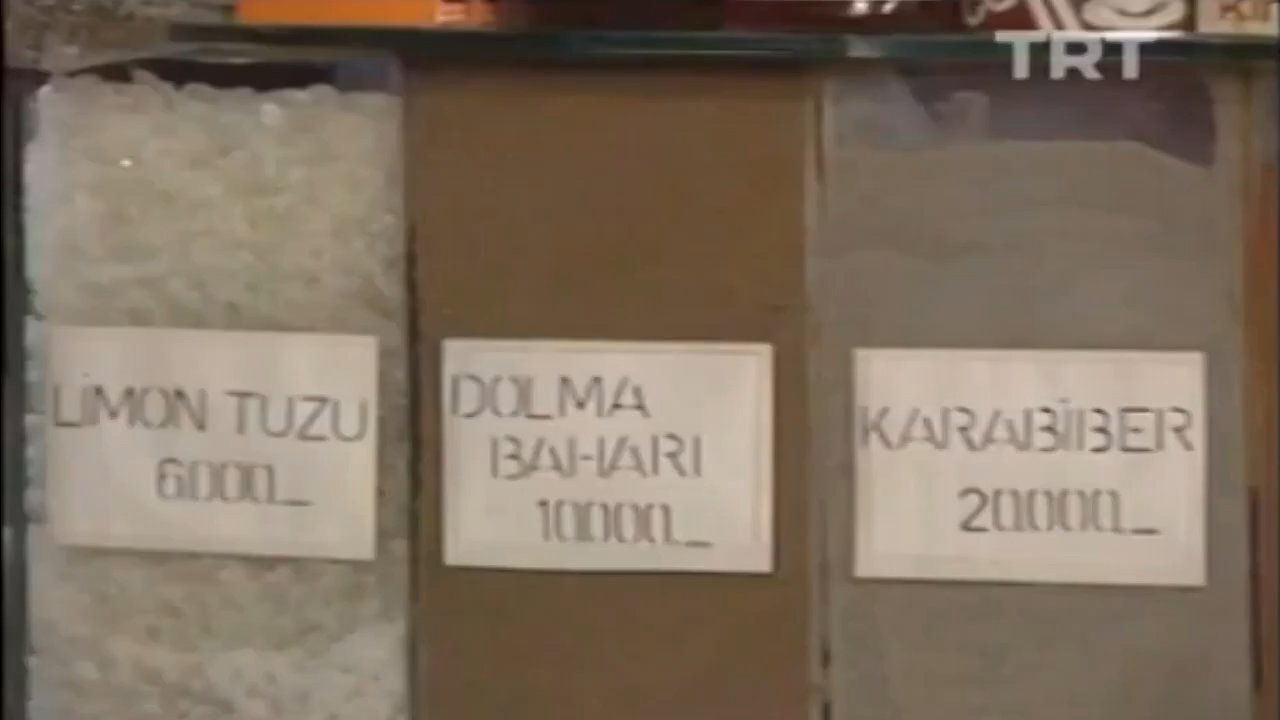 TRT
LİMON TUZU
6000_
DOLMA
BAHARI
10000_
KARABİBER
20000_